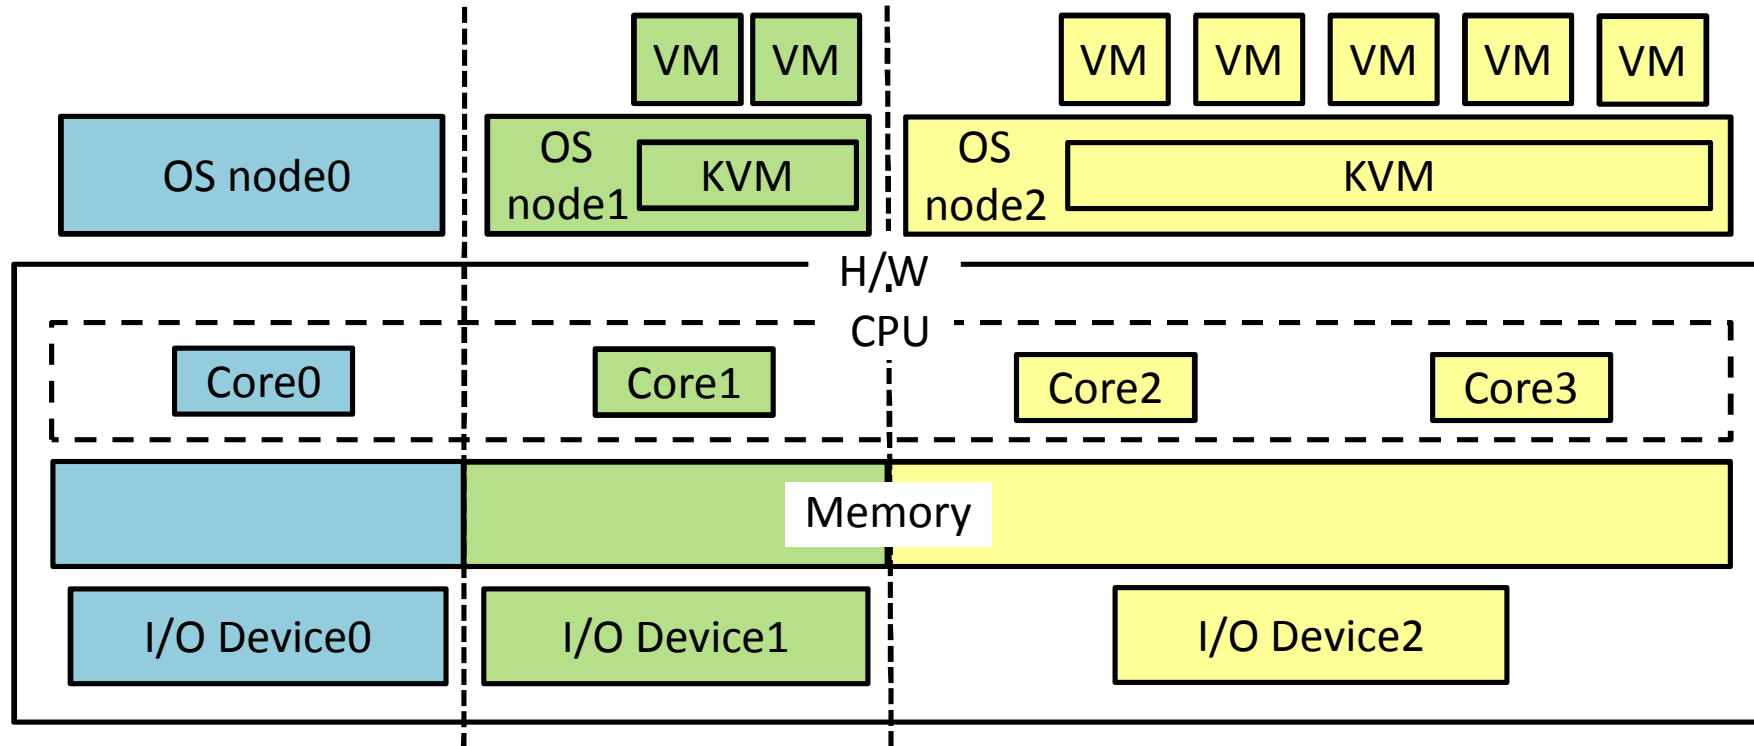 VM VM VM VM VM VM VM
OS node0
OS
node1
KVM
OS
node2
KVM
H/W
CPU
Core0 Core1 Core2 Core3
Memory
I/O Device0 I/O Device1 I/O Device2